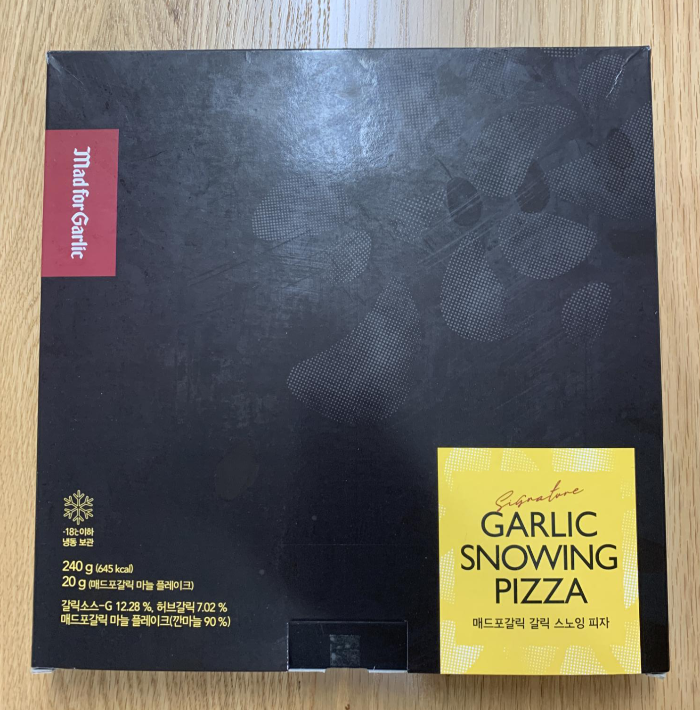 Mad for Garlic
-18℃이하
냉동 보관
240 g (645 kcal)
20 g (매드포갈릭 마늘 플레이크)
갈릭소스-G 12.28 %, 허브갈릭 7.02 %
매드포갈릭 마늘 플레이크(깐마늘 90 %)
Signature
GARLIC
SNOWING
PIZZA
매드포갈릭 갈릭 스노잉 피자